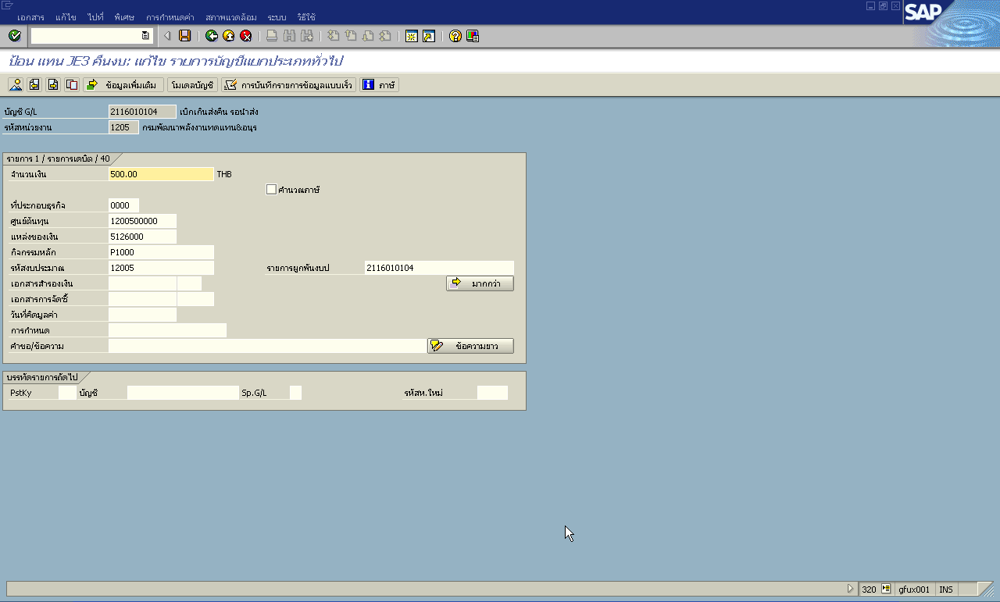 เอกสาร แก้ไข ไปที่ พิเศษ การกำหนดค่า สภาพแวดล้อม ระบบ วิธีใช้
SAP
ป้อน แทน JE3 คืนงบ: แก้ไข รายการบัญชีแยกประเภททั่วไป
ข้อมูลเพิ่มเติม โมเดลบัญชี การบันทึกรายการข้อมูลแบบเร็ว ภาษี
บัญชี G/L 2116010104 เบิกเกินส่งคืน รอนำส่ง
รหัสหน่วยงาน 1205 กรมพัฒนาพลังงานทดแทน&อนุร
รายการ 1 / รายการเดบิต / 40
จำนวนเงิน 500.00 THB
คำนวณภาษี
ที่ประกอบธุรกิจ 0000
ศูนย์ต้นทุน 1200500000
แหล่งของเงิน 5126000
กิจกรรมหลัก P1000
รหัสงบประมาณ 12005 รายการผูกพันงบป 2116010104
เอกสารสำรองเงิน มากกว่า
เอกสารการจัดซื้
วันที่คิดมูลค่า
การกำหนด
คำขอ/ข้อความ ข้อความยาว
บรรทัดรายการถัดไป
PstKy บัญชี Sp.G/L รหัสห.ใหม่
320 gfux001 INS